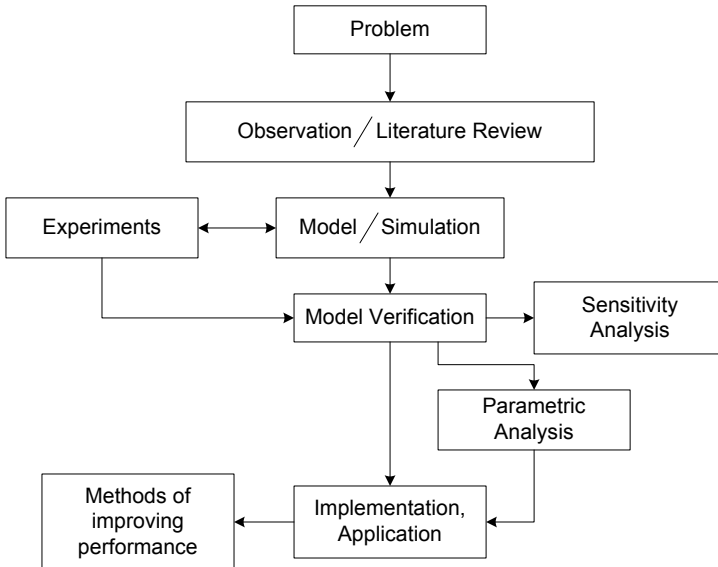 Problem
Observation / Literature Review
Experiments
Model / Simulation
Model Verification
Sensitivity
Analysis
Parametric
Analysis
Methods of
improving
performance
Implementation,
Application